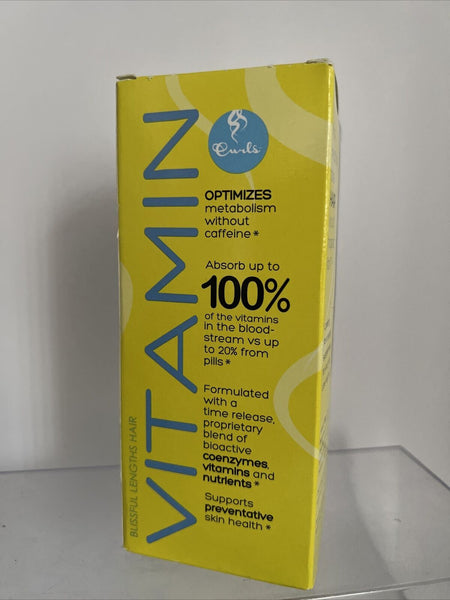 BLISSFUL LENGTHS HAIR
VITAMIN
Curls
OPTIMIZES
metabolism
without
caffeine*
Absorb up to
100%
of the vitamins
in the blood-
stream vs up
to 20% from
pills*
Formulated
with a
time release,
proprietary
blend of
bioactive
coenzymes,
vitamins and
nutrients*
Supports
preventative
skin health*